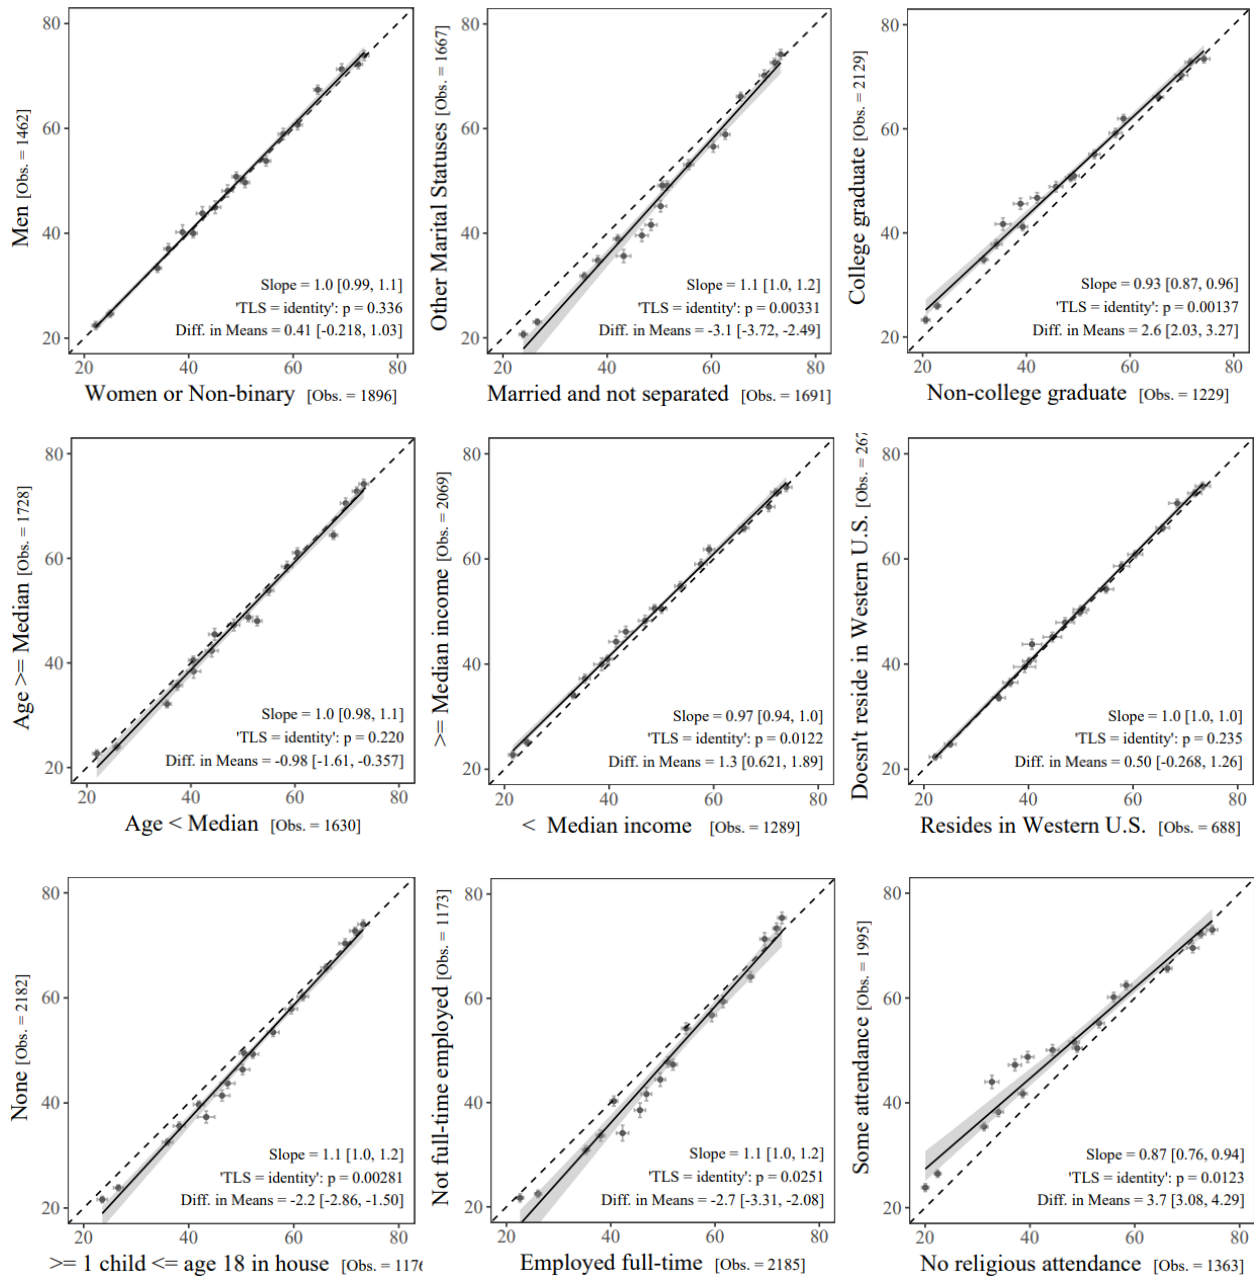 80
60
40
20
Men [Obs. = 1462]
Slope = 1.0 [0.99, 1.1]
'TLS = identity': p = 0.336
Diff. in Means = 0.41 [-0.218, 1.03]
20 40 60 80
Women or Non-binary [Obs. = 1896]
80
60
40
20
Other Marital Statuses [Obs. = 1667]
Slope = 1.1 [1.0, 1.2]
'TLS = identity': p = 0.00331
Diff. in Means = -3.1 [-3.72, -2.49]
20 40 60 80
Married and not separated [Obs. = 1691]
80
60
40
20
College graduate [Obs. = 2129]
Slope = 0.93 [0.87, 0.96]
'TLS = identity': p = 0.00137
Diff. in Means = 2.6 [2.03, 3.27]
20 40 60 80
Non-college graduate [Obs. = 1229]
80
60
40
20
Age >= Median [Obs. = 1728]
Slope = 1.0 [0.98, 1.1]
'TLS = identity': p = 0.220
Diff. in Means = -0.98 [-1.61, -0.357]
20 40 60 80
Age < Median [Obs. = 1630]
80
60
40
20
>= Median income [Obs. = 2069]
Slope = 0.97 [0.94, 1.0]
'TLS = identity': p = 0.0122
Diff. in Means = 1.3 [0.621, 1.89]
20 40 60 80
< Median income [Obs. = 1289]
80
60
40
20
Doesn't reside in Western U.S. [Obs. = 267
Slope = 1.0 [1.0, 1.0]
'TLS = identity': p = 0.235
Diff. in Means = 0.50 [-0.268, 1.26]
20 40 60 80
Resides in Western U.S. [Obs. = 688]
80
60
40
20
None [Obs. = 2182]
Slope = 1.1 [1.0, 1.2]
'TLS = identity': p = 0.00281
Diff. in Means = -2.2 [-2.86, -1.50]
20 40 60 80
>= 1 child <= age 18 in house [Obs. = 1176
80
60
40
20
Not full-time employed [Obs. = 1173]
Slope = 1.1 [1.0, 1.2]
'TLS = identity': p = 0.0251
Diff. in Means = -2.7 [-3.31, -2.08]
20 40 60 80
Employed full-time [Obs. = 2185]
80
60
40
20
Some attendance [Obs. = 1995]
Slope = 0.87 [0.76, 0.94]
'TLS = identity': p = 0.0123
Diff. in Means = 3.7 [3.08, 4.29]
20 40 60 80
No religious attendance [Obs. = 1363]